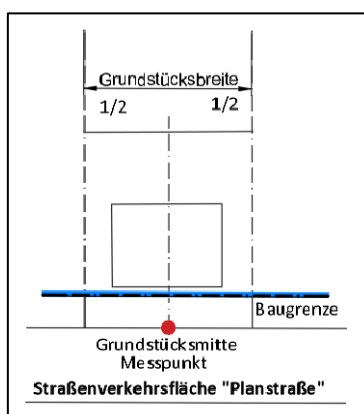 Grundstücksbreite
1/2 1/2
Baugrenze
Grundstücksmitte
Messpunkt
Straßenverkehrsfläche "Planstraße"